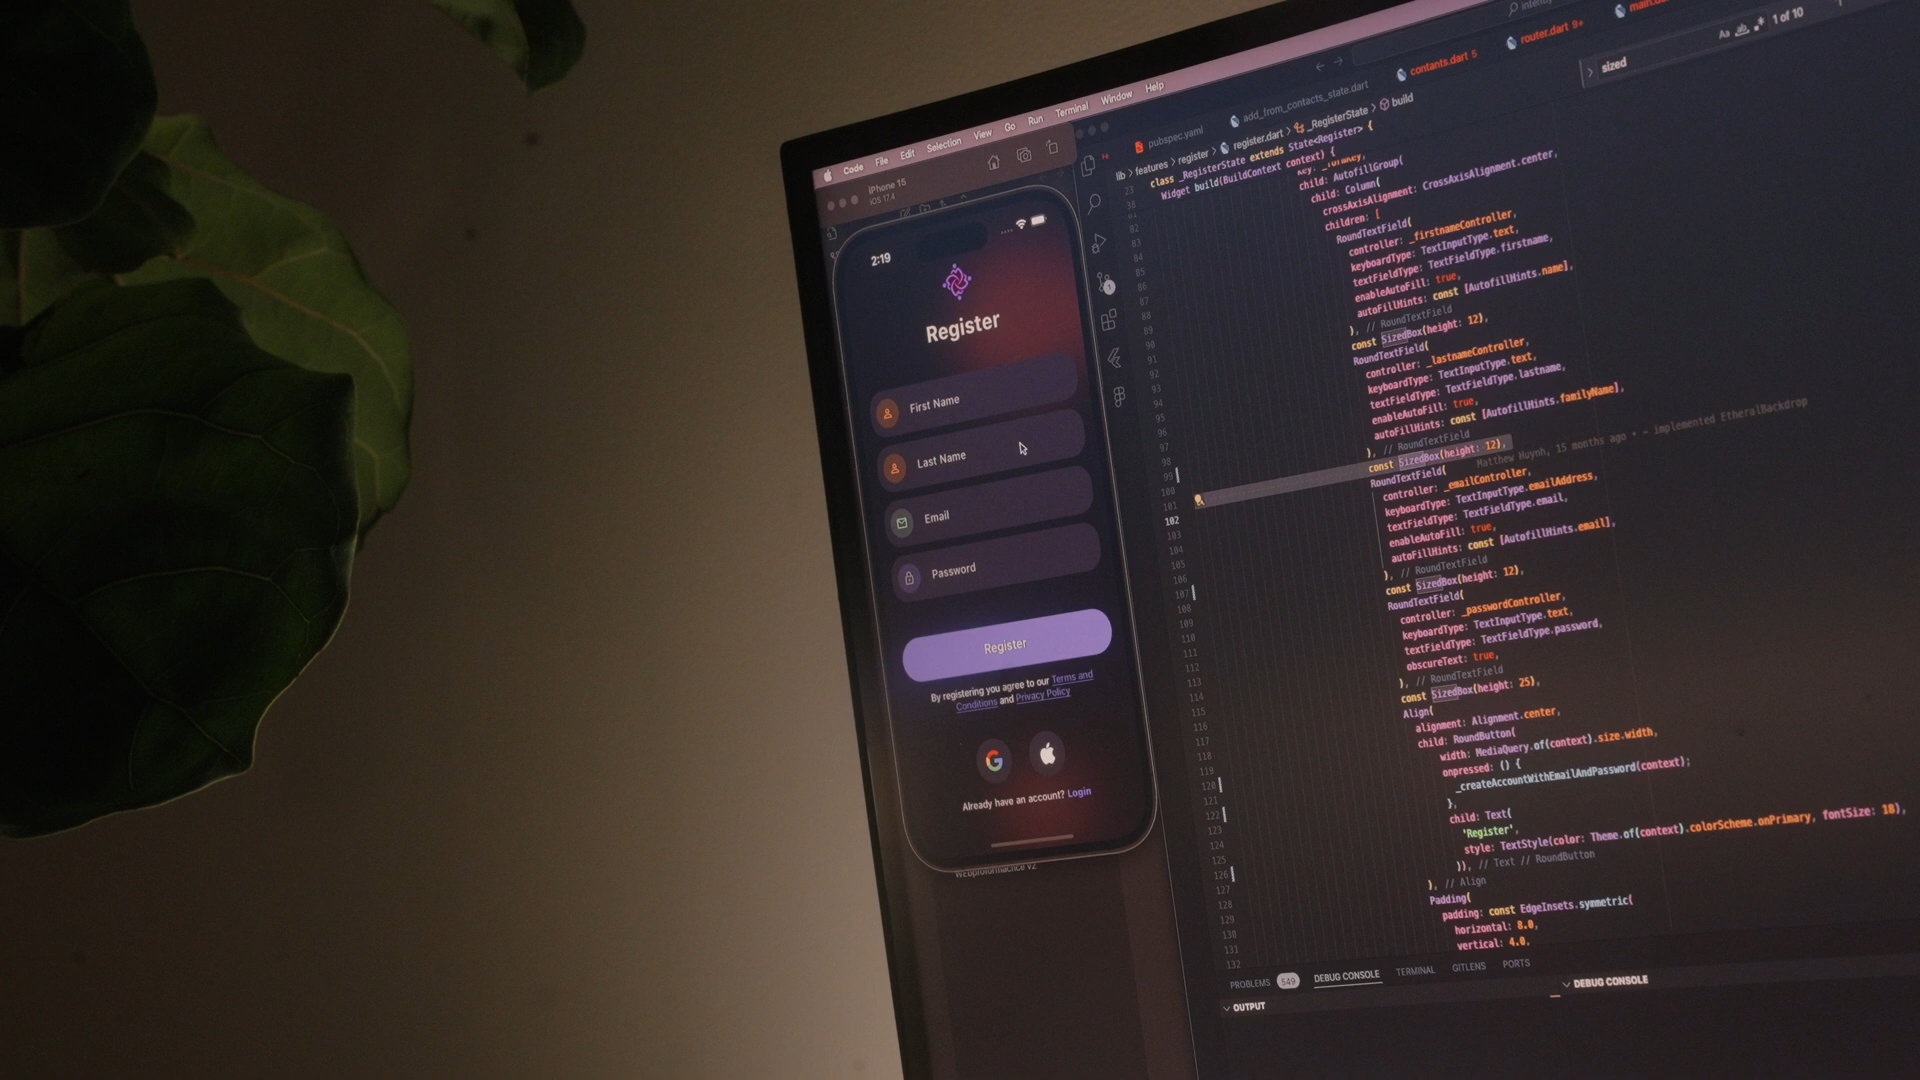 Code File Edit Selection View Go Run Terminal Window Help
iPhone 15
iOS 17.4
2:19
Register
First Name
Last Name
Email
Password
Register
By registering you agree to our Terms and
Conditions and Privacy Policy
Already have an account? Login
pubspec.yaml
add_from_contacts_state.dart
contants.dart 5
router.dart 9+
sized
1 of 10
lib > features > register > register.dart > _RegisterState > build
class _RegisterState extends State<Register> {
Widget build(BuildContext context) {
child: AutofillGroup(
child: Column(
crossAxisAlignment: CrossAxisAlignment.center,
children: [
RoundTextField(
controller: _firstnameController,
keyboardType: TextInputType.text,
textFieldType: TextFieldType.firstname,
enableAutoFill: true,
autoFillHints: const [AutofillHints.name],
), // RoundTextField
const SizedBox(height: 12),
RoundTextField(
controller: _lastnameController,
keyboardType: TextInputType.text,
textFieldType: TextFieldType.lastname,
enableAutoFill: true,
autoFillHints: const [AutofillHints.familyName],
), // RoundTextField
const SizedBox(height: 12), Matthew Huynh, 15 months ago • – implemented EtheralBackdrop
RoundTextField(
controller: _emailController,
keyboardType: TextInputType.emailAddress,
textFieldType: TextFieldType.email,
enableAutoFill: true,
autoFillHints: const [AutofillHints.email],
), // RoundTextField
const SizedBox(height: 12),
RoundTextField(
controller: _passwordController,
keyboardType: TextInputType.text,
textFieldType: TextFieldType.password,
obscureText: true,
), // RoundTextField
const SizedBox(height: 25),
Align(
alignment: Alignment.center,
child: RoundButton(
width: MediaQuery.of(context).size.width,
onpressed: () {
_createAccountWithEmailAndPassword(context);
},
child: Text(
'Register',
style: TextStyle(color: Theme.of(context).colorScheme.onPrimary, fontSize: 18),
)), // Text // RoundButton
), // Align
Padding(
padding: const EdgeInsets.symmetric(
horizontal: 8.0,
vertical: 4.0,
PROBLEMS 549 DEBUG CONSOLE TERMINAL GITLENS PORTS
OUTPUT
DEBUG CONSOLE